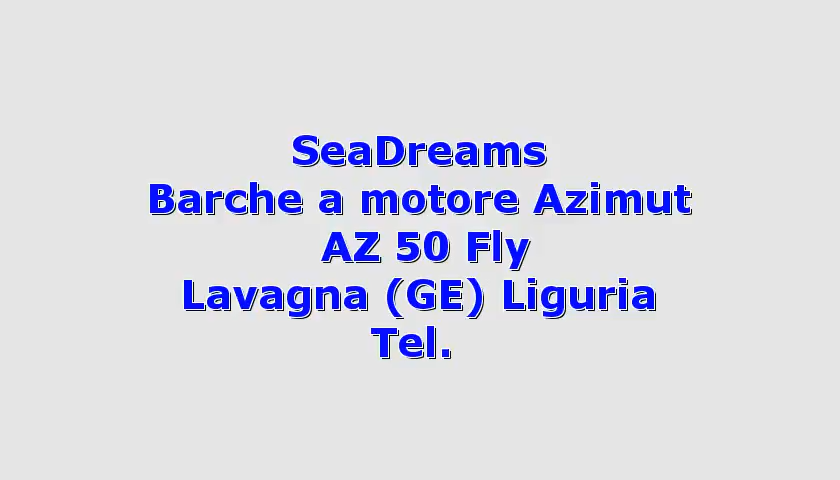 SeaDreams
Barche a motore Azimut
AZ 50 Fly
Lavagna (GE) Liguria
Tel.